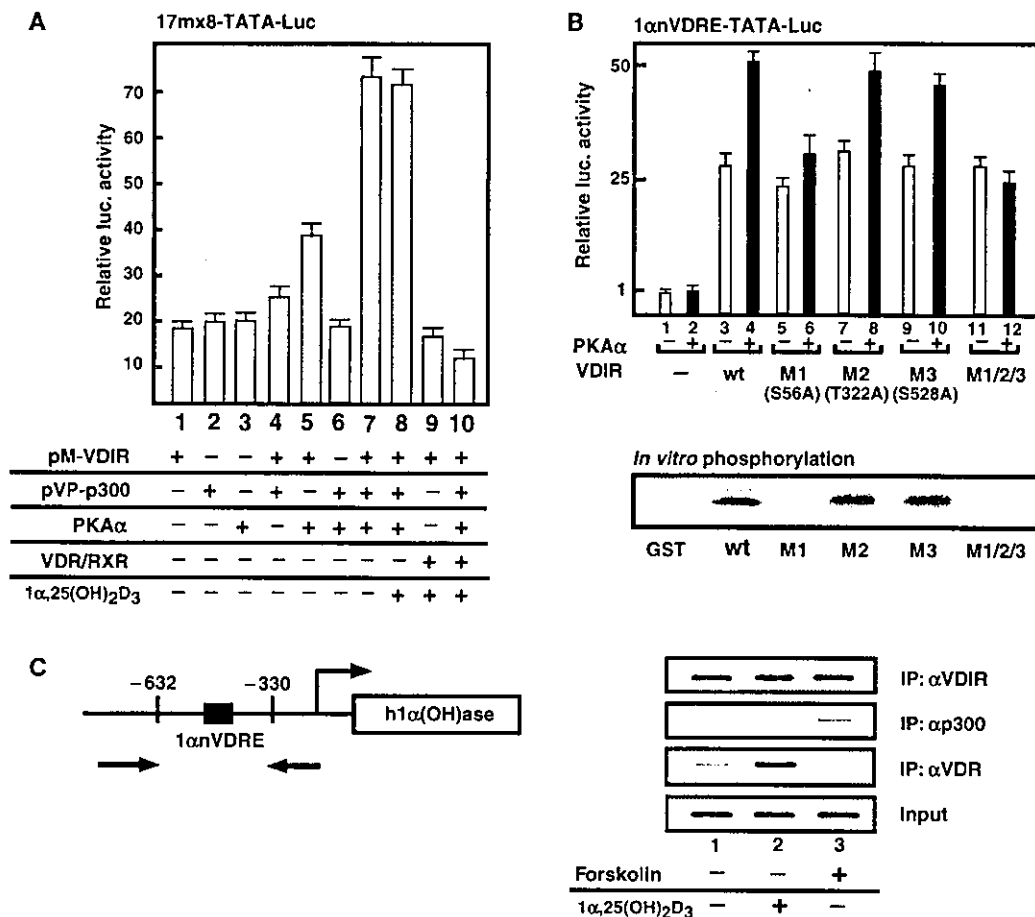 A
17mx8-TATA-Luc
Relative luc. activity
70
60
50
40
30
20
10
1 2 3 4 5 6 7 8 9 10
pM-VDIR + − − + + − + + + +
pVP-p300 − + − + − + + + − +
PKAα − − + − + + + + − +
VDR/RXR − − − − − − − − + +
1α,25(OH)₂D₃ − − − − − − − + + +
B
1αnVDRE-TATA-Luc
Relative luc. activity
50
25
1
1 2 3 4 5 6 7 8 9 10 11 12
PKAα − + − + − + − + − + − +
VDIR − wt M1 M2 M3 M1/2/3
(S56A) (T322A) (S528A)
In vitro phosphorylation
GST wt M1 M2 M3 M1/2/3
C
−632 −330
1αnVDRE
h1α(OH)ase
IP: αVDIR
IP: αp300
IP: αVDR
Input
1 2 3
Forskolin − − +
1α,25(OH)₂D₃ − + −